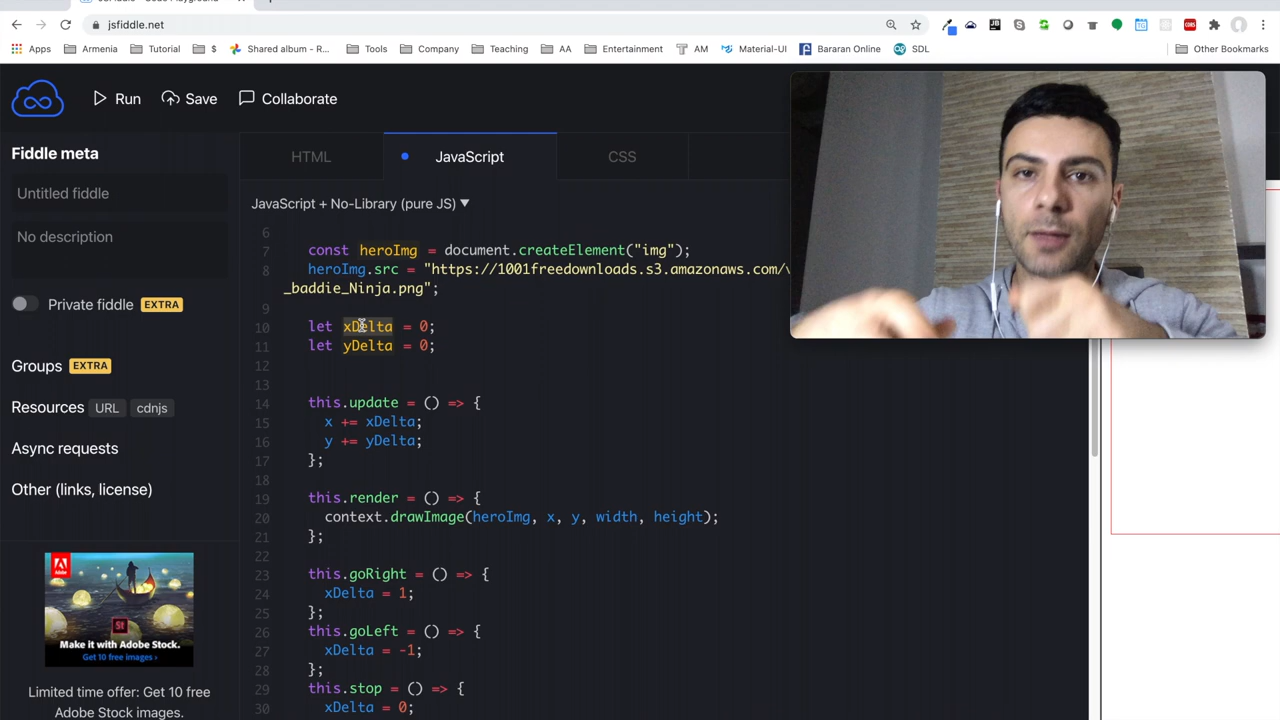 jsfiddle.net
Apps Armenia Tutorial $ Shared album - R... Tools Company Teaching AA Entertainment AM Material-UI Bararan Online SDL Other Bookmarks
Run Save Collaborate
Fiddle meta
Untitled fiddle
No description
Private fiddle EXTRA
Groups EXTRA
Resources URL cdnjs
Async requests
Other (links, license)
Make it with Adobe Stock.
Get 10 free images ›
Limited time offer: Get 10 free
Adobe Stock images.
HTML JavaScript CSS
JavaScript + No-Library (pure JS) ▼
6
7 const heroImg = document.createElement("img");
8 heroImg.src = "https://1001freedownloads.s3.amazonaws.com/
_baddie_Ninja.png";
9
10 let xDelta = 0;
11 let yDelta = 0;
12
13
14 this.update = () => {
15 x += xDelta;
16 y += yDelta;
17 };
18
19 this.render = () => {
20 context.drawImage(heroImg, x, y, width, height);
21 };
22
23 this.goRight = () => {
24 xDelta = 1;
25 };
26 this.goLeft = () => {
27 xDelta = -1;
28 };
29 this.stop = () => {
30 xDelta = 0;